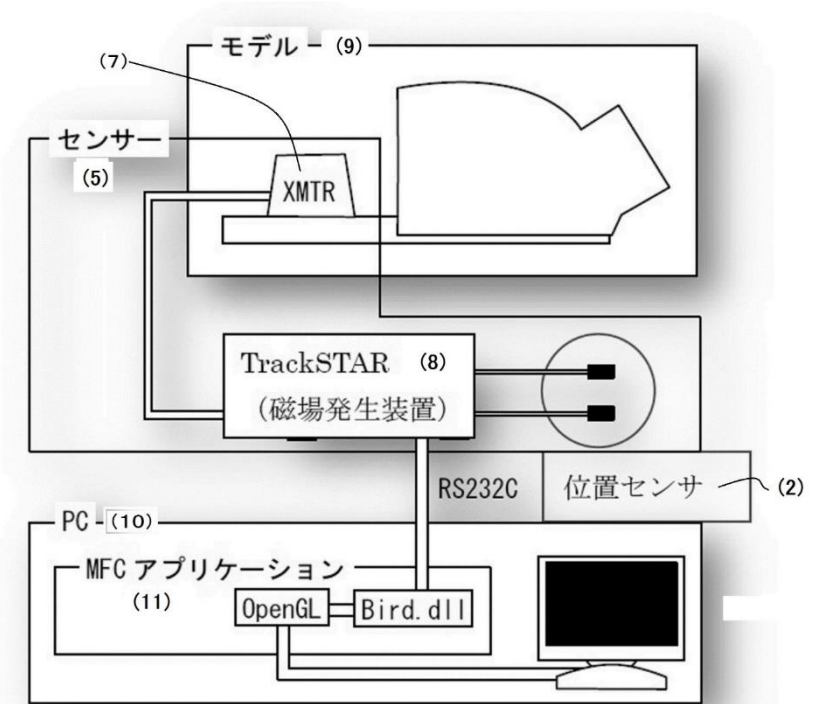 モデル (9)
(7)
センサー
(5)
XMTR
TrackSTAR (8)
(磁場発生装置)
RS232C
位置センサ (2)
PC (10)
MFC アプリケーション
(11)
OpenGL
Bird.dll